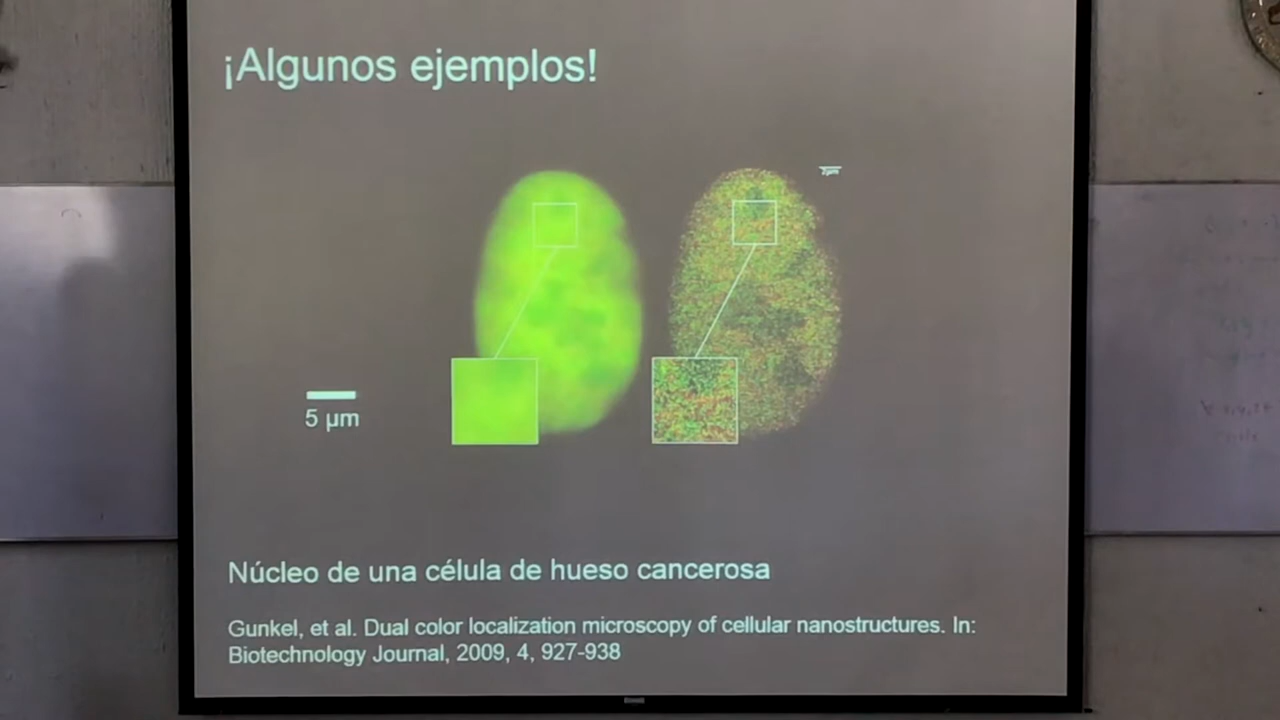 ¡Algunos ejemplos!
2µm
5 µm
Núcleo de una célula de hueso cancerosa
Gunkel, et al. Dual color localization microscopy of cellular nanostructures. In:
Biotechnology Journal, 2009, 4, 927-938